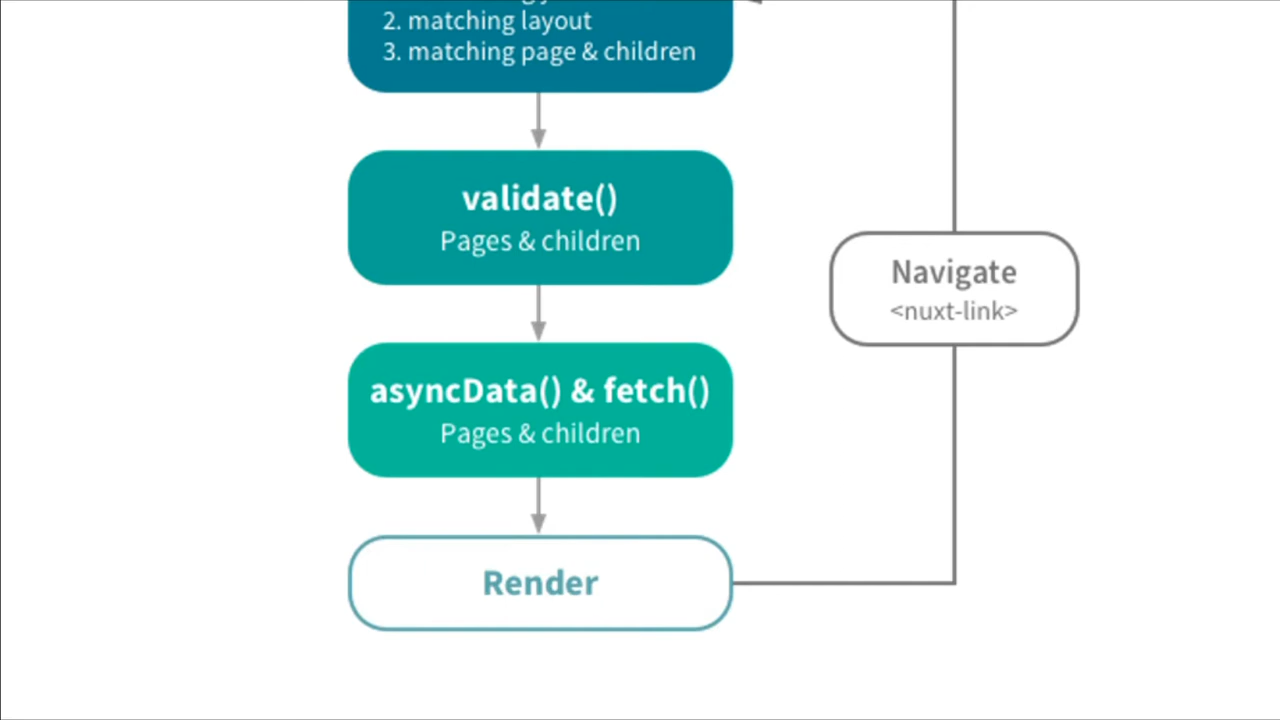 2. matching layout
3. matching page & children
validate()
Pages & children
Navigate
<nuxt-link>
asyncData() & fetch()
Pages & children
Render